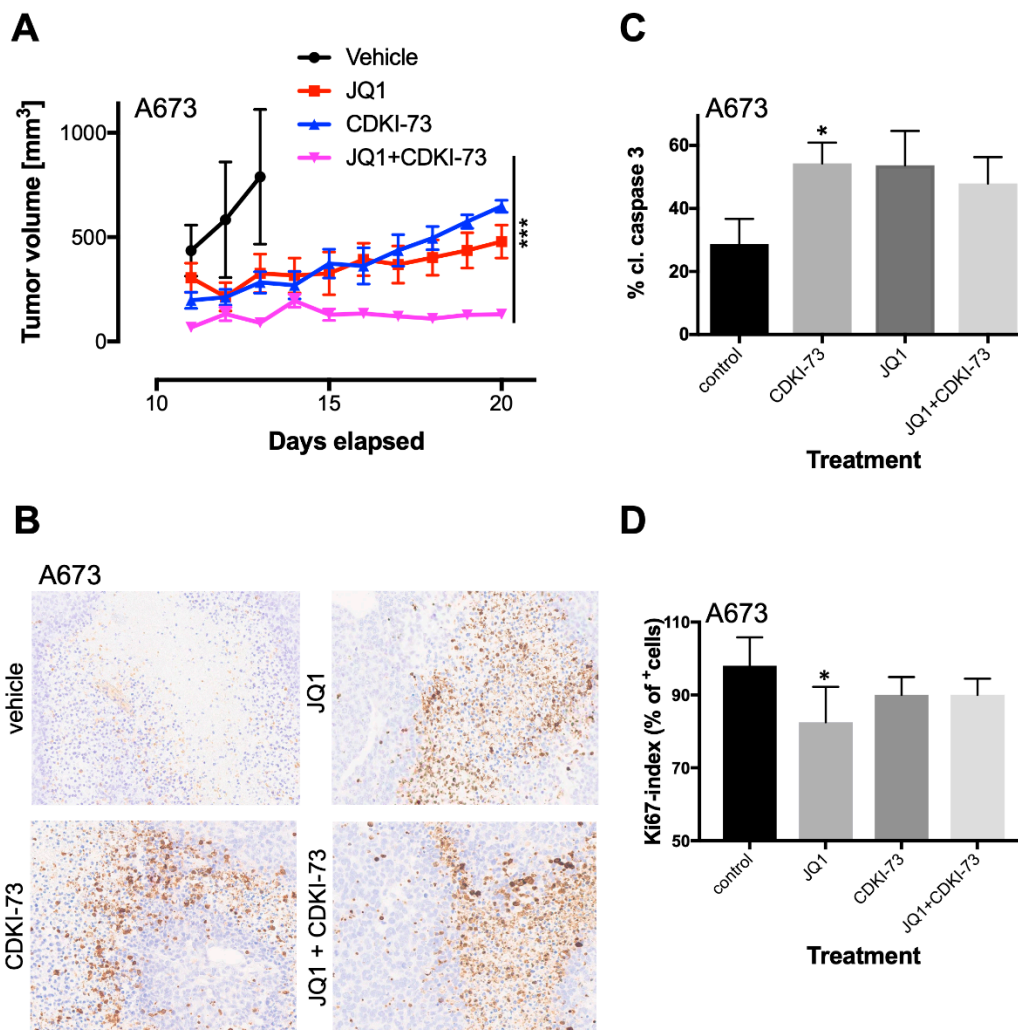 A
Vehicle
JQ1
CDKI-73
JQ1+CDKI-73
A673
Tumor volume [mm³]
1000
500
0
***
10
15
20
Days elapsed
B
A673
vehicle
JQ1
CDKI-73
JQ1 + CDKI-73
C
A673
% cl. caspase 3
60
40
20
0
*
control
CDKI-73
JQ1
JQ1+CDKI-73
Treatment
D
A673
Ki67-index (% of ⁺cells)
110
90
70
50
*
control
JQ1
CDKI-73
JQ1+CDKI-73
Treatment